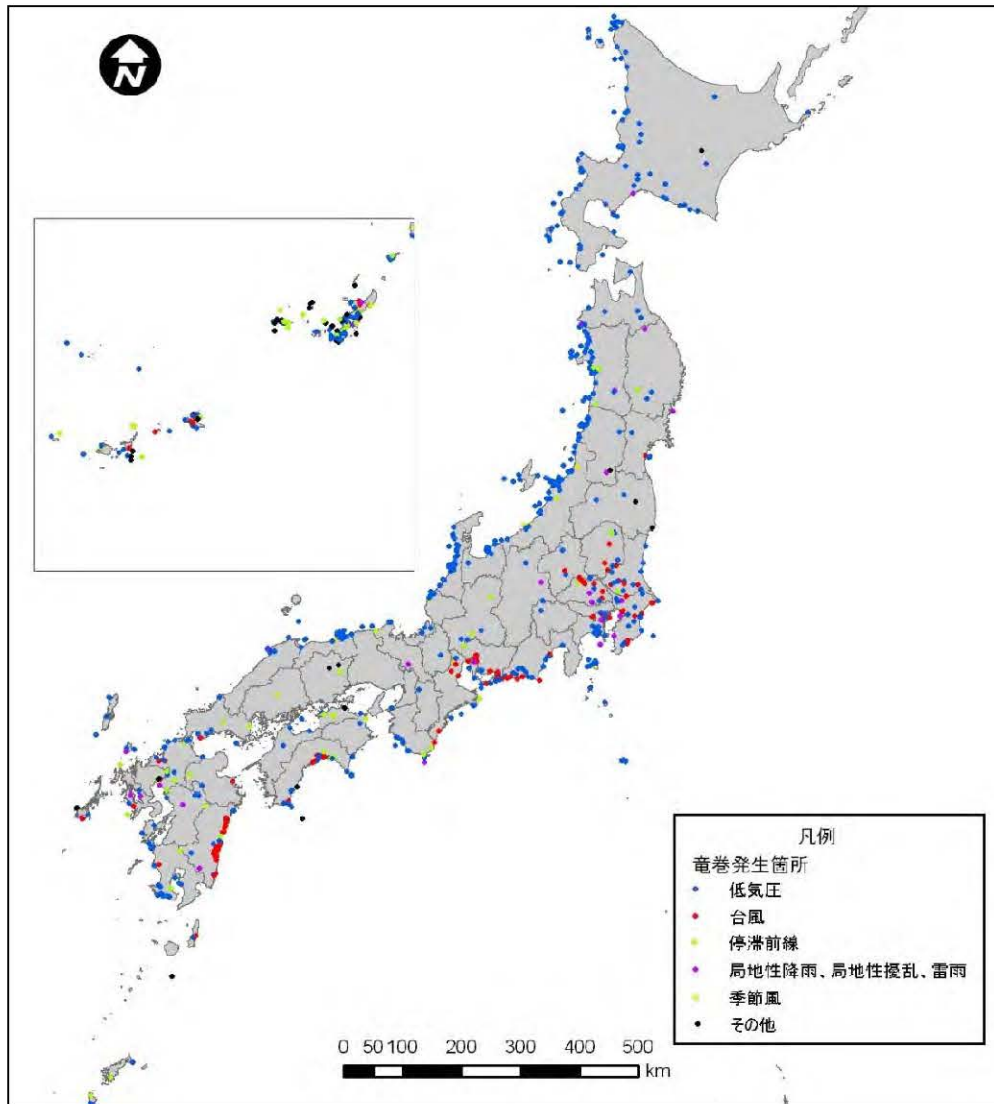 N
凡例
竜巻発生箇所
低気圧
台風
停滞前線
局地性降雨、局地性擾乱、雷雨
季節風
その他
0 50 100 200 300 400 500
km